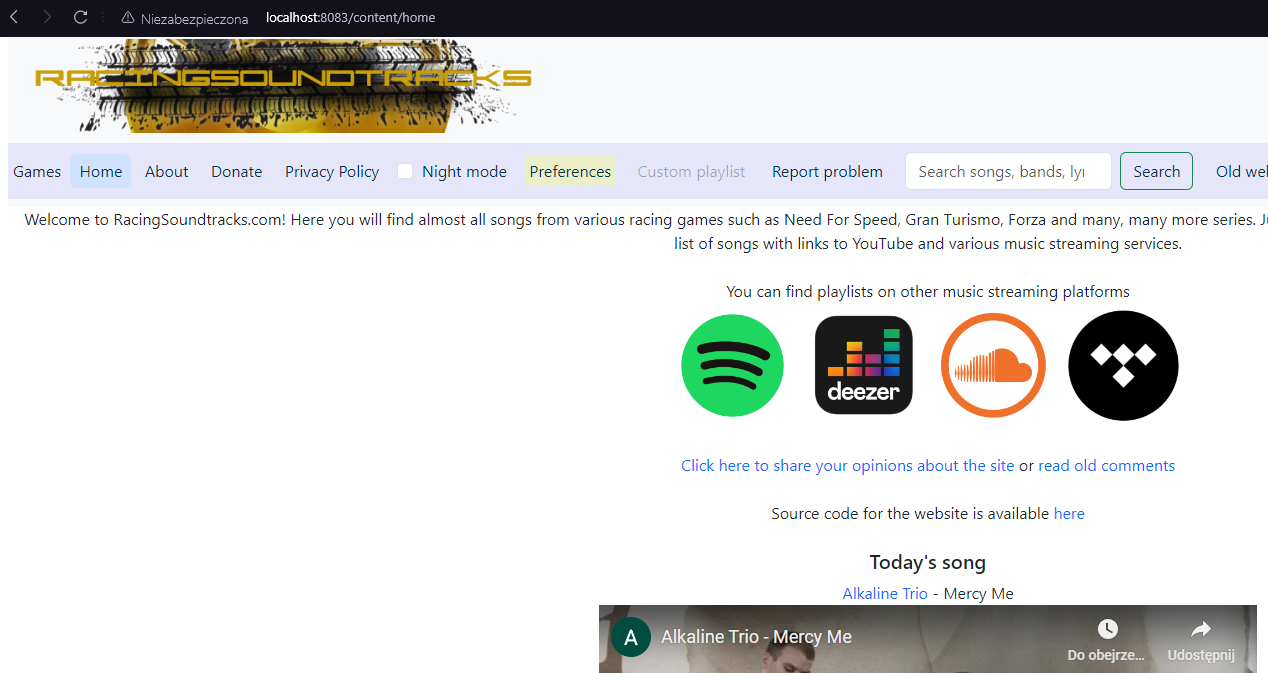 Niezabezpieczona localhost:8083/content/home
RACINGSOUNDTRACKS
Games Home About Donate Privacy Policy Night mode Preferences Custom playlist Report problem Search songs, bands, lyr Search Old we
Welcome to RacingSoundtracks.com! Here you will find almost all songs from various racing games such as Need For Speed, Gran Turismo, Forza and many, many more series. Ju
list of songs with links to YouTube and various music streaming services.
You can find playlists on other music streaming platforms
deezer
Click here to share your opinions about the site or read old comments
Source code for the website is available here
Today's song
Alkaline Trio - Mercy Me
A Alkaline Trio - Mercy Me
Do obejrze... Udostępnij